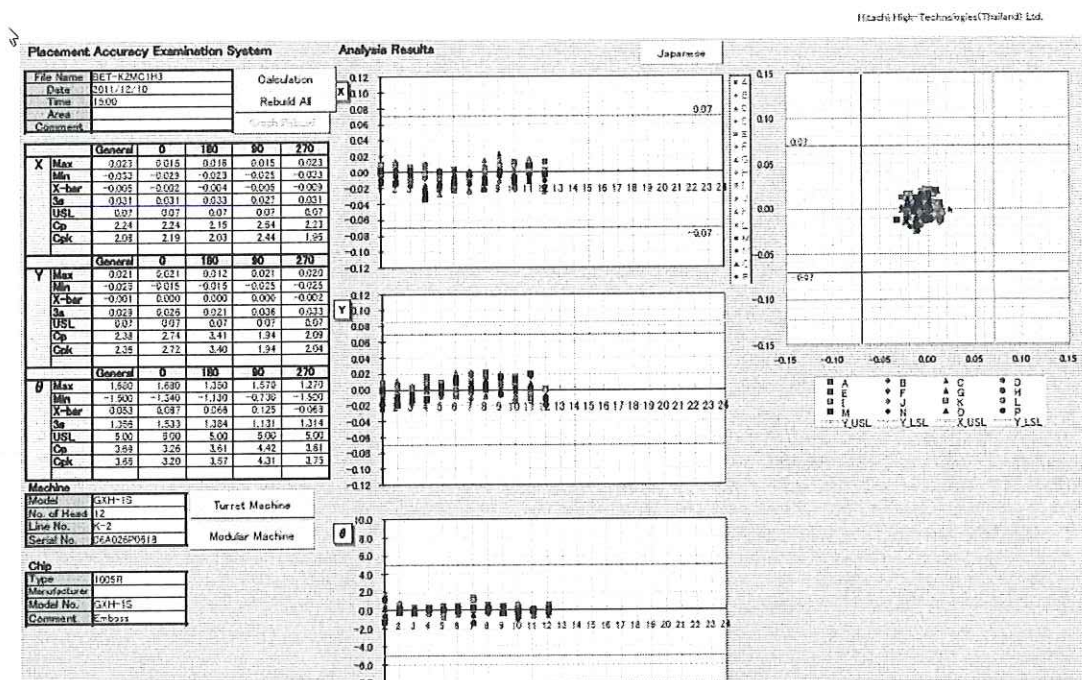 Hitachi High-Technologies(Thailand) Ltd.
Placement Accuracy Examination System
Analysis Results
Japanese
File Name BET-K2MC1H3
Date 2011/12/10
Time 15:00
Area
Comment
Calculation
Rebuild All
General 0 180 90 270
X
Max 0.023 0.015 0.016 0.015 0.023
Min -0.033 -0.029 -0.023 -0.025 -0.033
X-bar -0.005 -0.002 -0.004 -0.005 -0.009
3s 0.031 0.031 0.033 0.027 0.031
USL 0.07 0.07 0.07 0.07 0.07
Cp 2.24 2.24 2.15 2.54 2.23
Cpk 2.08 2.19 2.03 2.44 1.95
General 0 180 90 270
Y
Max 0.021 0.021 0.012 0.021 0.020
Min -0.025 -0.015 -0.015 -0.025 -0.025
X-bar -0.001 0.000 0.000 0.000 -0.002
3s 0.029 0.026 0.021 0.036 0.033
USL 0.07 0.07 0.07 0.07 0.07
Cp 2.38 2.74 3.41 1.94 2.09
Cpk 2.35 2.72 3.40 1.94 2.04
General 0 180 90 270
θ
Max 1.680 1.680 1.350 1.570 1.270
Min -1.500 -1.340 -1.130 -0.730 -1.500
X-bar 0.053 0.087 0.068 0.125 -0.068
3s 1.356 1.533 1.384 1.131 1.314
USL 5.00 5.00 5.00 5.00 5.00
Cp 3.69 3.26 3.61 4.42 3.81
Cpk 3.65 3.20 3.57 4.31 3.75
Machine
Model GXH-1S
No. of Head 12
Line No. K-2
Serial No.
Turret Machine
Modular Machine
Chip
Type 1005R
Manufacturer
Model No. GXH-1S
Comment Emboss
X
0.12
0.10
0.07
0.04
0.02
0.00
1 2 3 4 5 6 7 8 9 10 11 12 13 14 15 16 17 18 19 20 21 22 23 24
-0.02
-0.04
-0.06
-0.07
-0.08
-0.10
-0.12
Y
0.12
0.10
0.08
0.06
0.04
0.02
0.00
1 2 3 4 5 6 7 8 9 10 11 12 13 14 15 16 17 18 19 20 21 22 23 24
-0.02
-0.04
-0.06
-0.08
-0.10
-0.12
θ
10.0
8.0
6.0
4.0
2.0
0.0
2 3 4 5 6 7 8 9 10 11 12 13 14 15 16 17 18 19 20 21 22 23 24
-2.0
-4.0
-6.0
0.15
0.10
0.07
0.05
0.00
-0.05
-0.07
-0.10
-0.15
-0.15 -0.10 -0.05 0.00 0.05 0.10 0.15
A B C D
E F G H
I J K L
M N O P
Y_USL Y_LSL X_USL Y_LSL